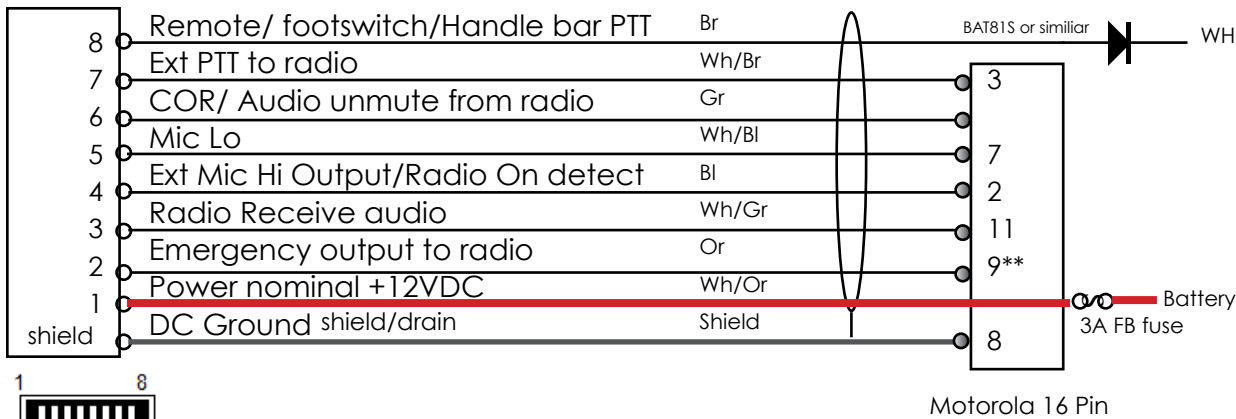 Remote/ footswitch/Handle bar PTT Br BAT81S or similiar WH
8
Ext PTT to radio Wh/Br
7 3
COR/ Audio unmute from radio Gr
6
Mic Lo Wh/Bl
5 7
Ext Mic Hi Output/Radio On detect Bl
4 2
Radio Receive audio Wh/Gr
3 11
Emergency output to radio Or
2 9**
Power nominal +12VDC Wh/Or
1 Battery
3A FB fuse
DC Ground shield/drain Shield
shield 8
1 8
Motorola 16 Pin